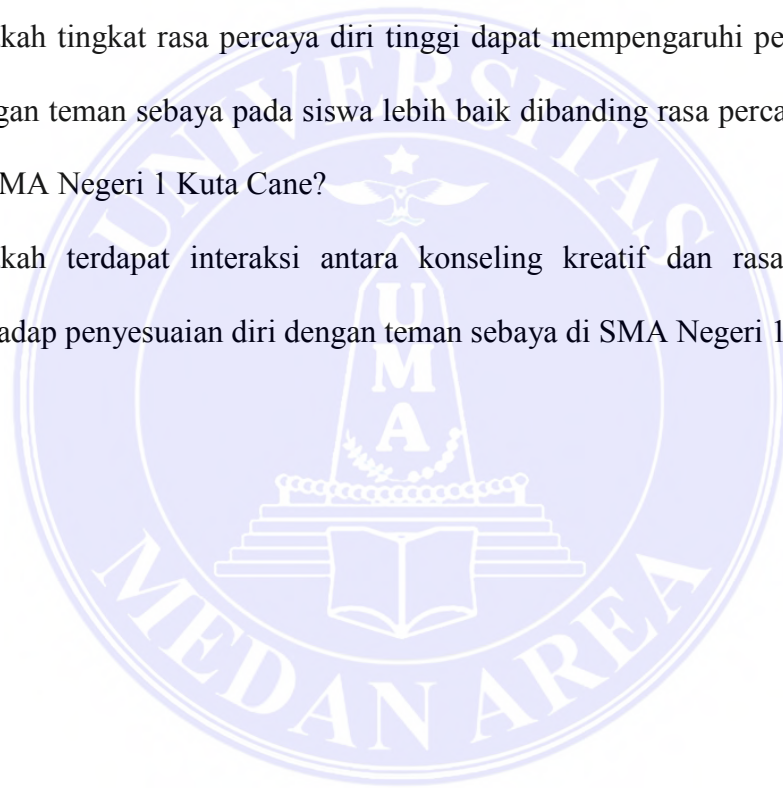 kah tingkat rasa percaya diri tinggi dapat mempengaruhi pe
gan teman sebaya pada siswa lebih baik dibanding rasa perca
MA Negeri 1 Kuta Cane?
kah terdapat interaksi antara konseling kreatif dan rasa
adap penyesuaian diri dengan teman sebaya di SMA Negeri 1
UNIVERSITAS
UMA
MEDAN AREA